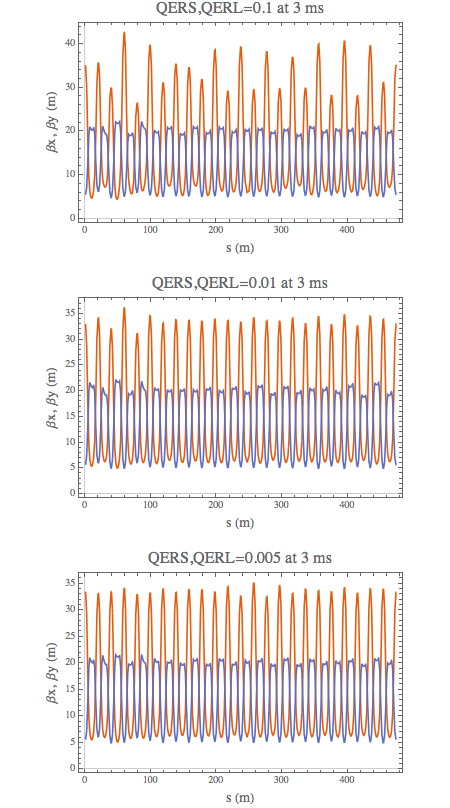 QERS,QERL=0.1 at 3 ms
βx, βy (m)
40
30
20
10
0
0 100 200 300 400
s (m)
QERS,QERL=0.01 at 3 ms
βx, βy (m)
35
30
25
20
15
10
5
0
0 100 200 300 400
s (m)
QERS,QERL=0.005 at 3 ms
βx, βy (m)
35
30
25
20
15
10
5
0
0 100 200 300 400
s (m)